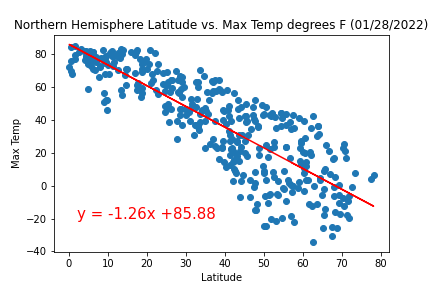 Northern Hemisphere Latitude vs. Max Temp degrees F (01/28/2022)
80
60
40
20
0
−20
−40
Max Temp
y = -1.26x +85.88
0 10 20 30 40 50 60 70 80
Latitude